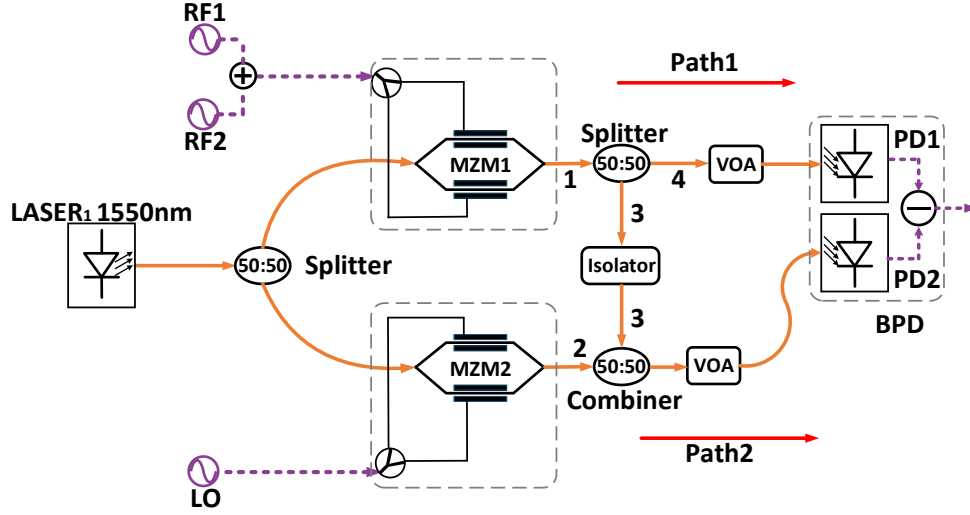 RF1
Path1
RF2
Splitter
PD1
MZM1
50:50
VOA
1
4
LASER₁ 1550nm
3
50:50
Splitter
Isolator
PD2
3
BPD
2
MZM2
50:50
VOA
Combiner
Path2
LO